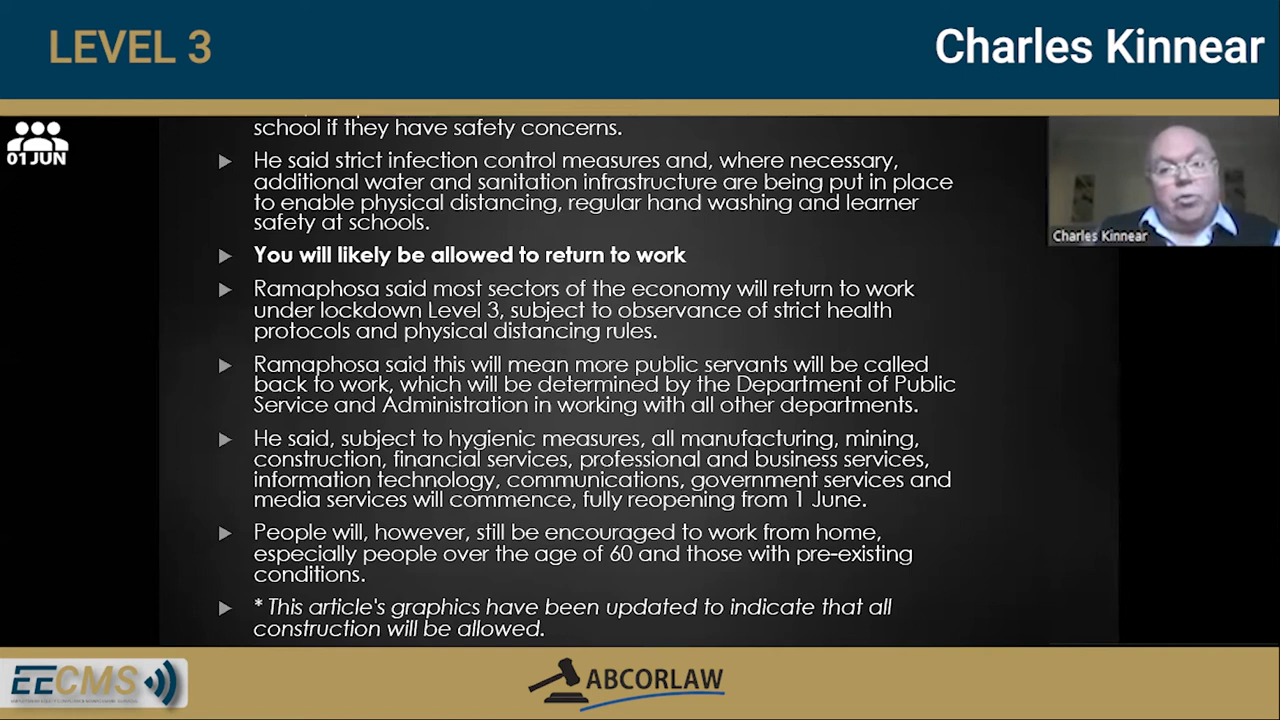 LEVEL 3
Charles Kinnear
01 JUN
school if they have safety concerns.
He said strict infection control measures and, where necessary,
additional water and sanitation infrastructure are being put in place
to enable physical distancing, regular hand washing and learner
safety at schools.
You will likely be allowed to return to work
Ramaphosa said most sectors of the economy will return to work
under lockdown Level 3, subject to observance of strict health
protocols and physical distancing rules.
Ramaphosa said this will mean more public servants will be called
back to work, which will be determined by the Department of Public
Service and Administration in working with all other departments.
He said, subject to hygienic measures, all manufacturing, mining,
construction, financial services, professional and business services,
information technology, communications, government services and
media services will commence, fully reopening from 1 June.
People will, however, still be encouraged to work from home,
especially people over the age of 60 and those with pre-existing
conditions.
* This article's graphics have been updated to indicate that all
construction will be allowed.
Charles Kinnear
EECMS
ABCORLAW